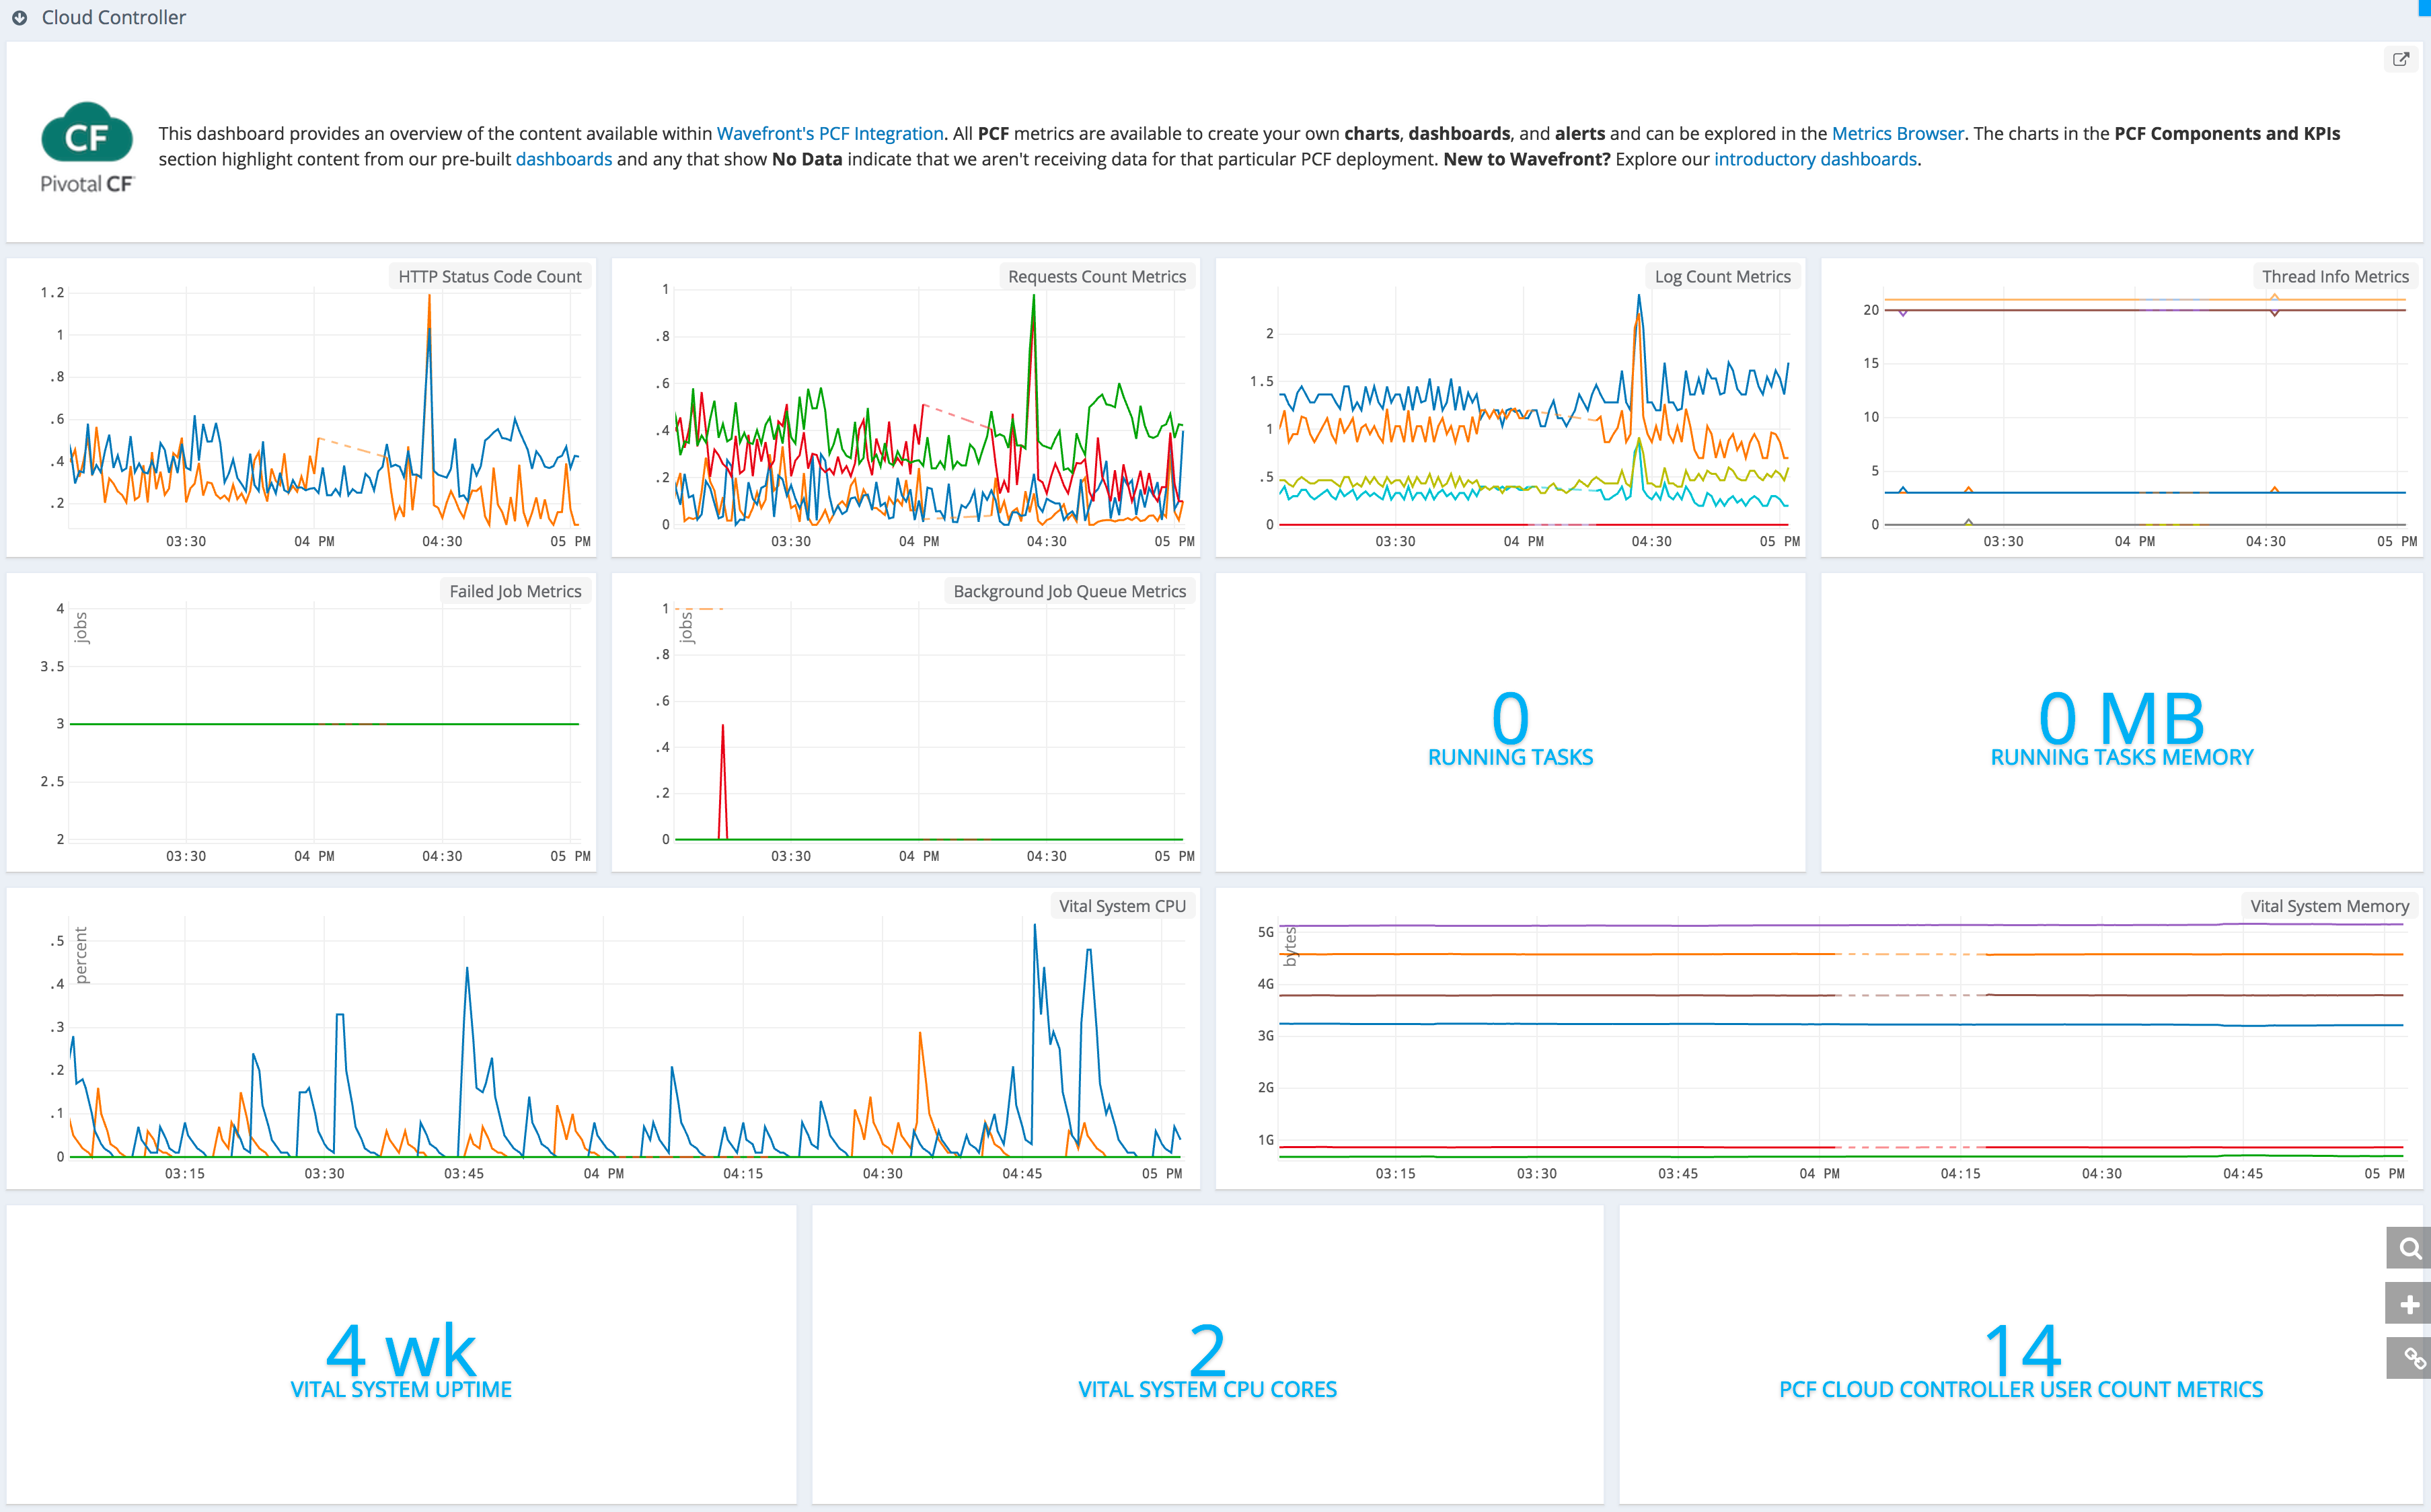 Cloud Controller
CF
Pivotal CF
This dashboard provides an overview of the content available within Wavefront's PCF Integration. All PCF metrics are available to create your own charts, dashboards, and alerts and can be explored in the Metrics Browser. The charts in the PCF Components and KPIs
section highlight content from our pre-built dashboards and any that show No Data indicate that we aren't receiving data for that particular PCF deployment. New to Wavefront? Explore our introductory dashboards.
HTTP Status Code Count
1.2
1
.8
.6
.4
.2
03:30 04 PM 04:30 05 PM
Requests Count Metrics
1
.8
.6
.4
.2
0
03:30 04 PM 04:30 05 PM
Log Count Metrics
2
1.5
1
.5
0
03:30 04 PM 04:30 05 PM
Thread Info Metrics
20
15
10
5
0
03:30 04 PM 04:30 05 PM
Failed Job Metrics
jobs
4
3.5
3
2.5
2
03:30 04 PM 04:30 05 PM
Background Job Queue Metrics
jobs
1
.8
.6
.4
.2
0
03:30 04 PM 04:30 05 PM
0
RUNNING TASKS
0 MB
RUNNING TASKS MEMORY
Vital System CPU
percent
.5
.4
.3
.2
.1
0
03:15 03:30 03:45 04 PM 04:15 04:30 04:45 05 PM
Vital System Memory
bytes
5G
4G
3G
2G
1G
03:15 03:30 03:45 04 PM 04:15 04:30 04:45 05 PM
4 wk
VITAL SYSTEM UPTIME
2
VITAL SYSTEM CPU CORES
14
PCF CLOUD CONTROLLER USER COUNT METRICS